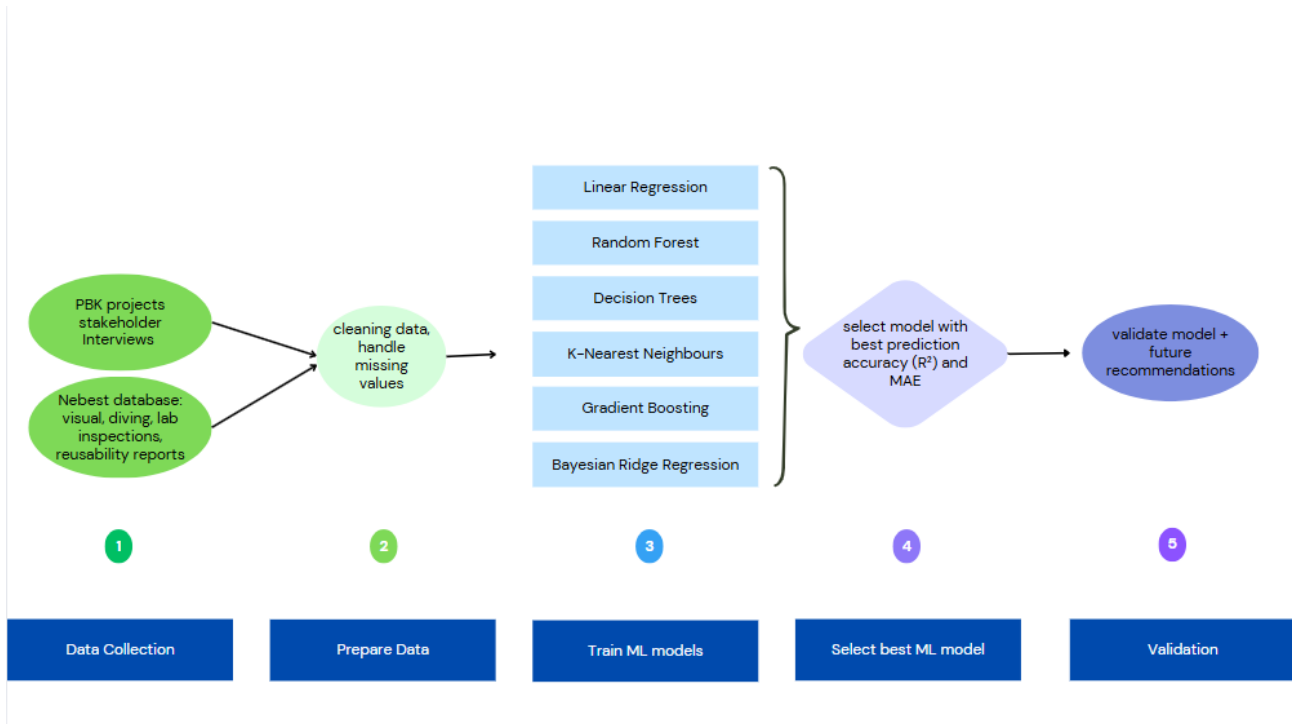 PBK projects
stakeholder
Interviews
Nebest database:
visual, diving, lab
inspections,
reusability reports
cleaning data,
handle
missing
values
Linear Regression
Random Forest
Decision Trees
K-Nearest Neighbours
Gradient Boosting
Bayesian Ridge Regression
select model with
best prediction
accuracy (R²) and
MAE
validate model +
future
recommendations
1
2
3
4
5
Data Collection
Prepare Data
Train ML models
Select best ML model
Validation